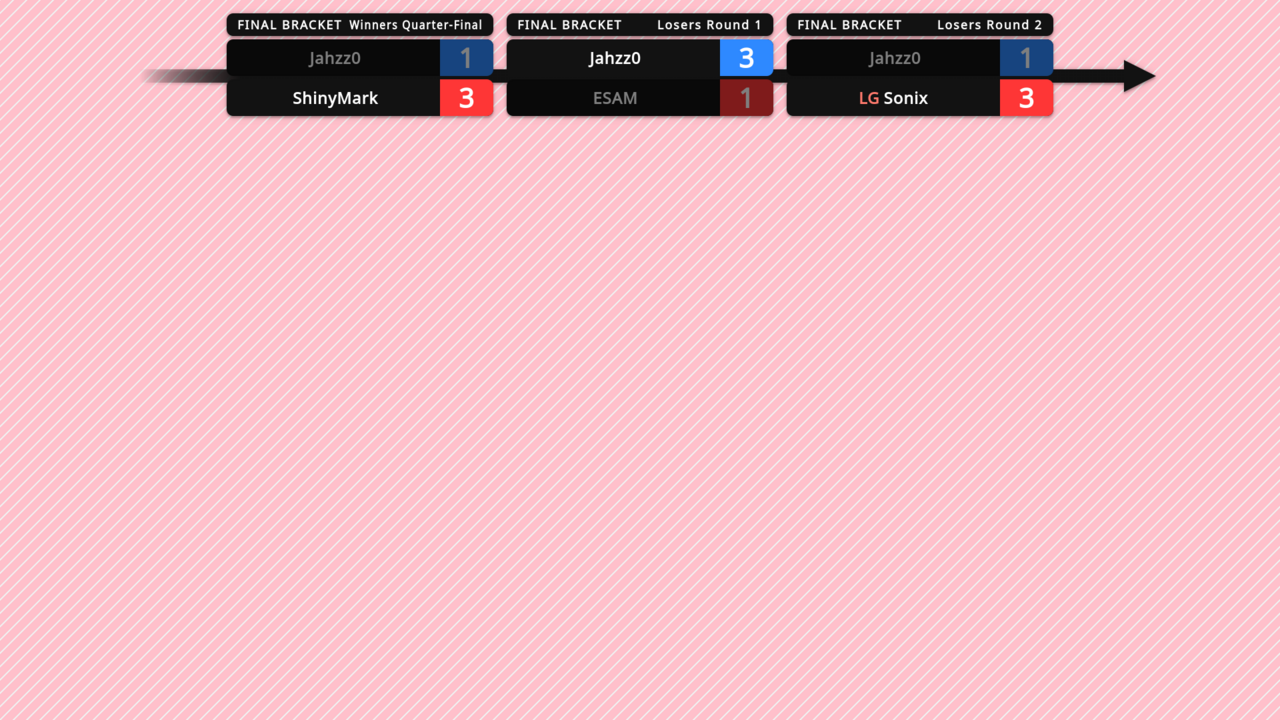 FINAL BRACKET Winners Quarter-Final
Jahzz0 1
ShinyMark 3
FINAL BRACKET Losers Round 1
Jahzz0 3
ESAM 1
FINAL BRACKET Losers Round 2
Jahzz0 1
LG Sonix 3